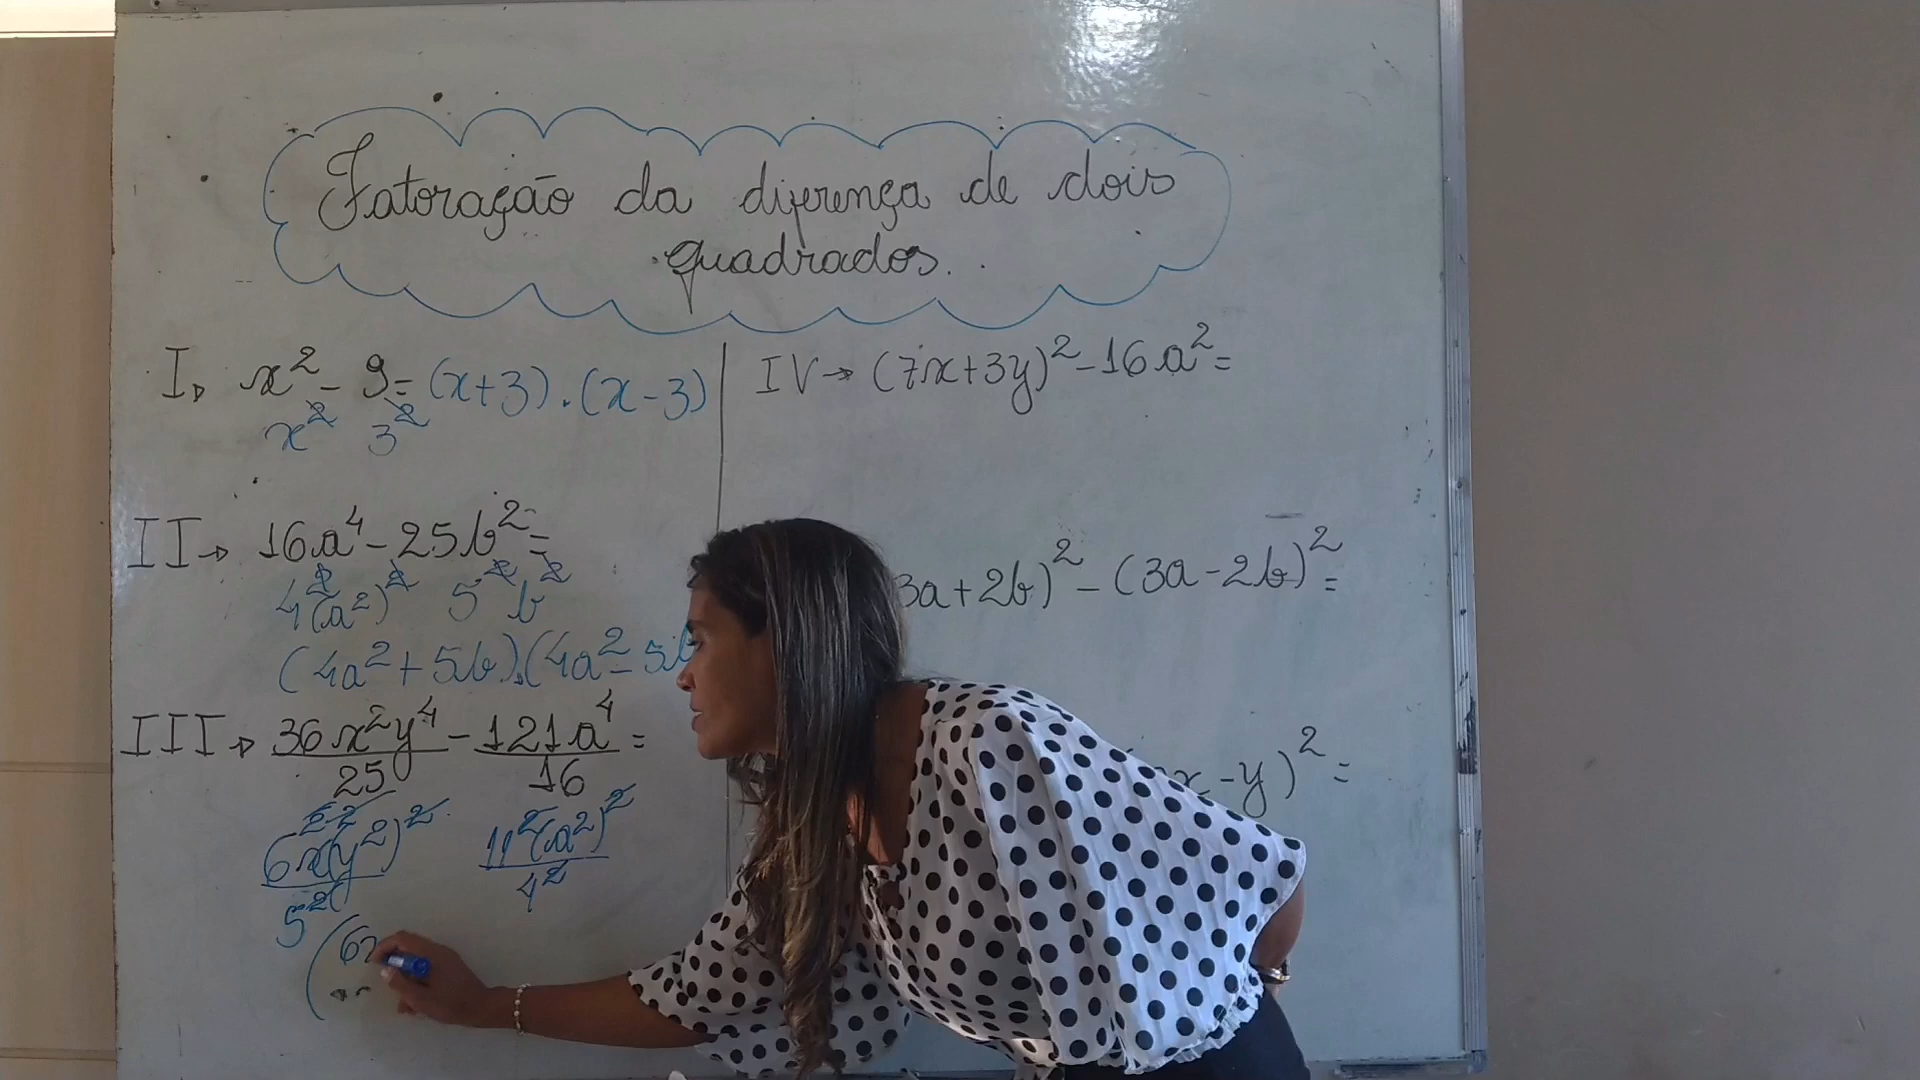 Fatoração da diferença de dois
quadrados.
I → x² - 9 = (x+3).(x-3)
x² 3²
II → 16a⁴ - 25b² =
4²(a²)² 5²b²
(4a²+5b).(4a²-5b
III → 36x²y⁴/25 - 121a⁴/16 =
6²x²(y²)²/5² 11²(a²)²/4²
(6x
IV → (7x+3y)² - 16a² =
3a+2b)² - (3a-2b)² =
x-y)² =